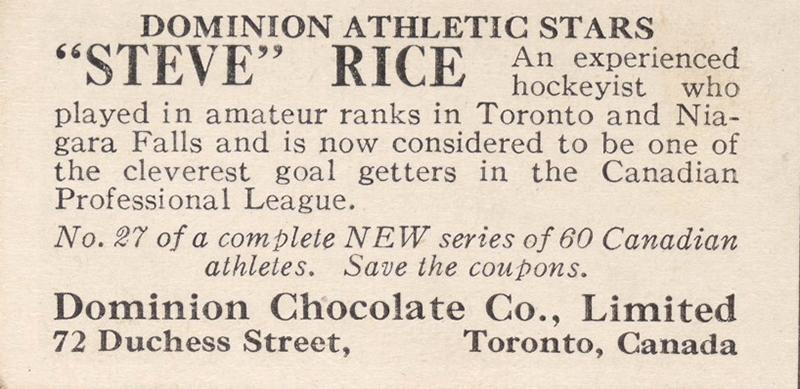 DOMINION ATHLETIC STARS
"STEVE" RICE An experienced
hockeyist who
played in amateur ranks in Toronto and Nia-
gara Falls and is now considered to be one of
the cleverest goal getters in the Canadian
Professional League.
No. 27 of a complete NEW series of 60 Canadian
athletes. Save the coupons.
Dominion Chocolate Co., Limited
72 Duchess Street, Toronto, Canada